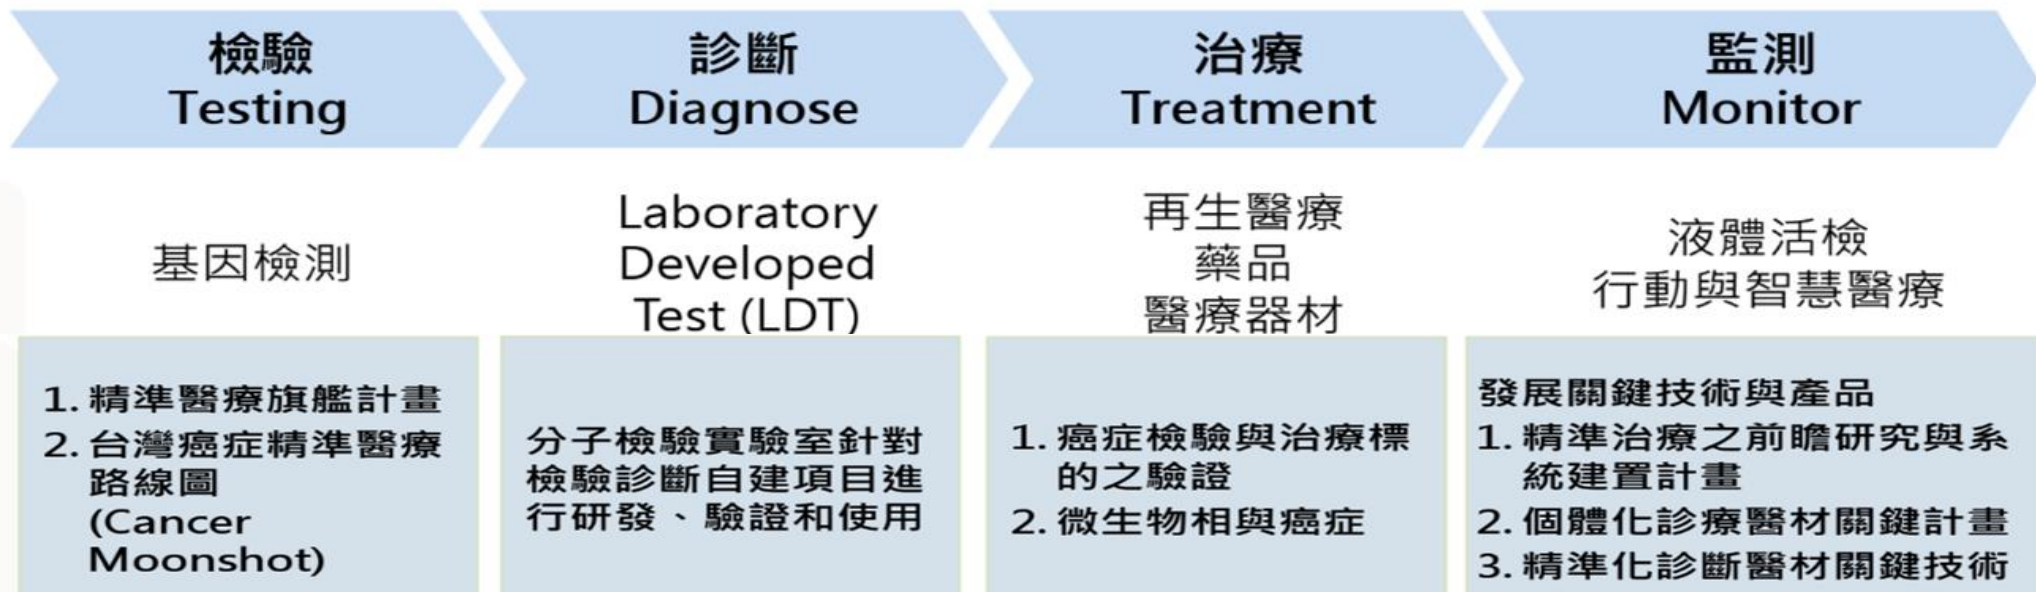 檢驗
Testing
診斷
Diagnose
治療
Treatment
監測
Monitor
基因檢測
Laboratory
Developed
Test (LDT)
再生醫療
藥品
醫療器材
液體活檢
行動與智慧醫療
1. 精準醫療旗艦計畫
2. 台灣癌症精準醫療
路線圖
(Cancer
Moonshot)
分子檢驗實驗室針對
檢驗診斷自建項目進
行研發、驗證和使用
1. 癌症檢驗與治療標
的之驗證
2. 微生物相與癌症
發展關鍵技術與產品
1. 精準治療之前瞻研究與系
統建置計畫
2. 個體化診療醫材關鍵計畫
3. 精準化診斷醫材關鍵技術